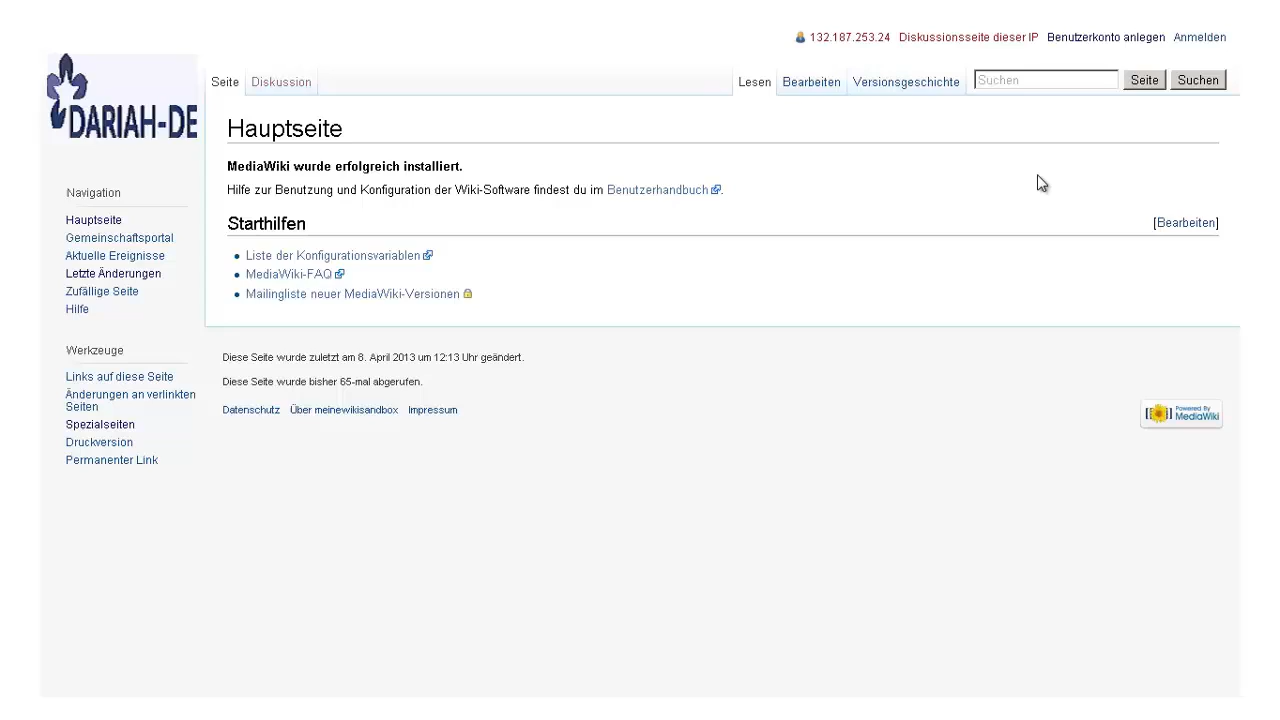 132.187.253.24 Diskussionsseite dieser IP Benutzerkonto anlegen Anmelden
DARIAH-DE
Seite Diskussion Lesen Bearbeiten Versionsgeschichte Suchen Seite Suchen
Hauptseite
MediaWiki wurde erfolgreich installiert.
Hilfe zur Benutzung und Konfiguration der Wiki-Software findest du im Benutzerhandbuch.
Starthilfen [Bearbeiten]
Liste der Konfigurationsvariablen
MediaWiki-FAQ
Mailingliste neuer MediaWiki-Versionen
Navigation
Hauptseite
Gemeinschaftsportal
Aktuelle Ereignisse
Letzte Änderungen
Zufällige Seite
Hilfe
Werkzeuge
Links auf diese Seite
Änderungen an verlinkten
Seiten
Spezialseiten
Druckversion
Permanenter Link
Diese Seite wurde zuletzt am 8. April 2013 um 12:13 Uhr geändert.
Diese Seite wurde bisher 65-mal abgerufen.
Datenschutz Über meinewikisandbox Impressum
Powered By
MediaWiki